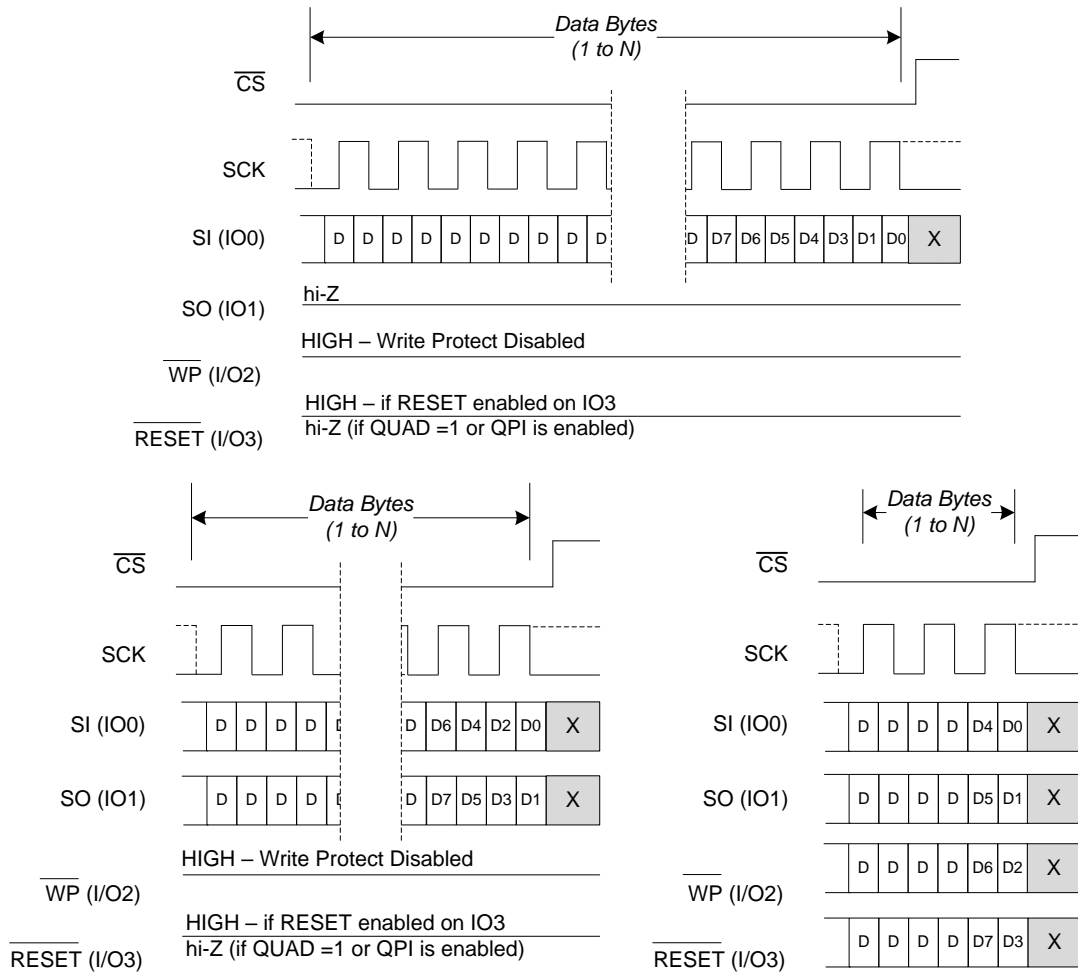 Data Bytes
(1 to N)
CS
SCK
SI (IO0) D D D D D D D D D D D D7 D6 D5 D4 D3 D1 D0 X
hi-Z
SO (IO1)
HIGH – Write Protect Disabled
WP (I/O2)
HIGH – if RESET enabled on IO3
RESET (I/O3) hi-Z (if QUAD =1 or QPI is enabled)
Data Bytes
(1 to N)
CS
SCK
SI (IO0) D D D D D D D6 D4 D2 D0 X
SO (IO1) D D D D D D D7 D5 D3 D1 X
HIGH – Write Protect Disabled
WP (I/O2)
HIGH – if RESET enabled on IO3
RESET (I/O3) hi-Z (if QUAD =1 or QPI is enabled)
Data Bytes
(1 to N)
CS
SCK
SI (IO0) D D D D D4 D0 X
SO (IO1) D D D D D5 D1 X
WP (I/O2) D D D D D6 D2 X
RESET (I/O3) D D D D D7 D3 X